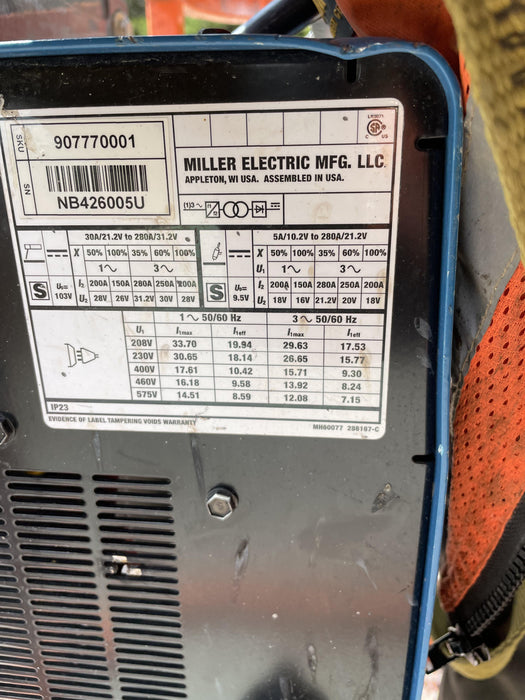 SKU
907770001
SN
NB426005U
LR18071
SA
C US
MILLER ELECTRIC MFG. LLC.
APPLETON, WI USA. ASSEMBLED IN USA.
(1)3~
30A/21.2V to 280A/31.2V
X 50% 100% 35% 60% 100%
1~ 3~
S U₀= 103V
I₂ 200A 150A 280A 250A 200A
U₂ 28V 26V 31.2V 30V 28V
5A/10.2V to 280A/21.2V
X 50% 100% 35% 60% 100%
U₁ 1~ 3~
S U₀= 9.5V
I₂ 200A 150A 280A 250A 200A
U₂ 18V 16V 21.2V 20V 18V
1~ 50/60 Hz 3~ 50/60 Hz
U₁ I₁max I₁eff I₁max I₁eff
208V 33.70 19.94 29.63 17.53
230V 30.65 18.14 26.65 15.77
400V 17.61 10.42 15.71 9.30
460V 16.18 9.58 13.92 8.24
575V 14.51 8.59 12.08 7.15
IP23
EVIDENCE OF LABEL TAMPERING VOIDS WARRANTY
MH60077 286187-C